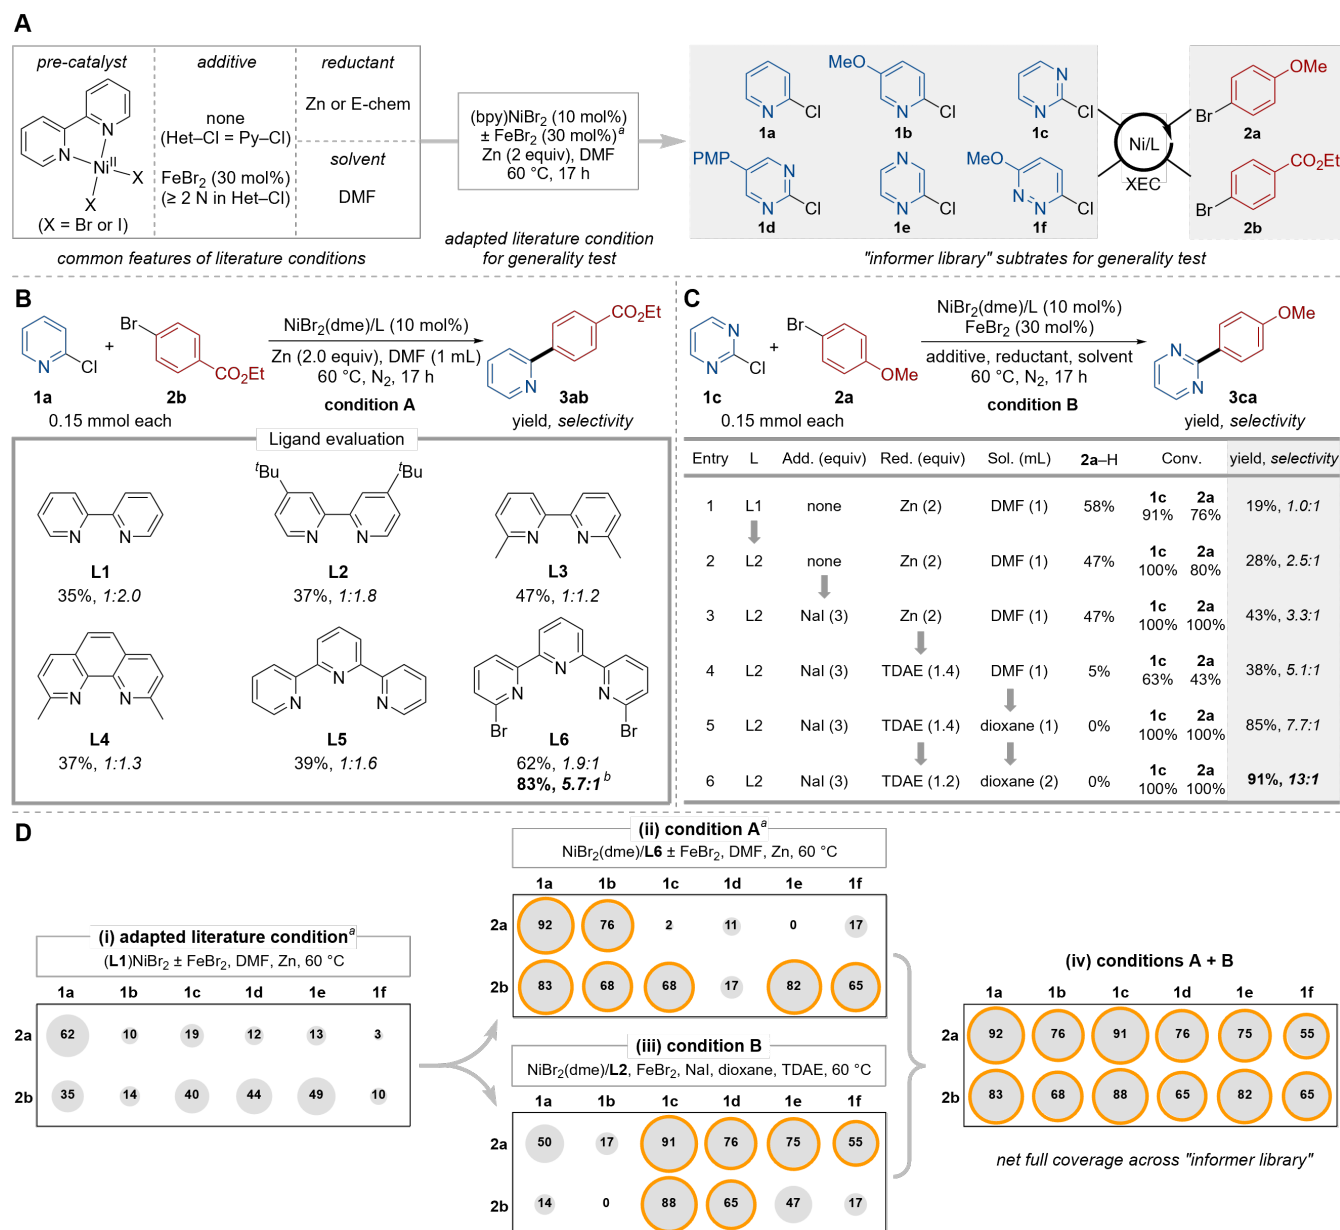 A
pre-catalyst
additive
reductant
N
N
Ni^II
X
X
(X = Br or I)
none
(Het–Cl = Py–Cl)
FeBr₂ (30 mol%)
(≥ 2 N in Het–Cl)
Zn or E-chem
solvent
DMF
common features of literature conditions
(bpy)NiBr₂ (10 mol%)
± FeBr₂ (30 mol%)^a
Zn (2 equiv), DMF
60 °C, 17 h
adapted literature condition
for generality test
N Cl
1a
MeO N Cl
1b
N N Cl
1c
PMP N N Cl
1d
N N Cl
1e
MeO N N Cl
1f
Ni/L
XEC
Br OMe
2a
Br CO₂Et
2b
"informer library" substrates for generality test
B
N Cl
1a
+
Br CO₂Et
2b
0.15 mmol each
NiBr₂(dme)/L (10 mol%)
Zn (2.0 equiv), DMF (1 mL)
60 °C, N₂, 17 h
condition A
N CO₂Et
3ab
yield, selectivity
Ligand evaluation
N N
L1
35%, 1:2.0
ᵗBu ᵗBu
N N
L2
37%, 1:1.8
N N
L3
47%, 1:1.2
N N
L4
37%, 1:1.3
N N N
L5
39%, 1:1.6
N N N
Br Br
L6
62%, 1.9:1
83%, 5.7:1^b
C
N N Cl
1c
+
Br OMe
2a
0.15 mmol each
NiBr₂(dme)/L (10 mol%)
FeBr₂ (30 mol%)
additive, reductant, solvent
60 °C, N₂, 17 h
condition B
N N OMe
3ca
yield, selectivity
Entry L Add. (equiv) Red. (equiv) Sol. (mL) 2a–H Conv. yield, selectivity
1 L1 none Zn (2) DMF (1) 58% 1c 91% 2a 76% 19%, 1.0:1
2 L2 none Zn (2) DMF (1) 47% 1c 100% 2a 80% 28%, 2.5:1
3 L2 NaI (3) Zn (2) DMF (1) 47% 1c 100% 2a 100% 43%, 3.3:1
4 L2 NaI (3) TDAE (1.4) DMF (1) 5% 1c 63% 2a 43% 38%, 5.1:1
5 L2 NaI (3) TDAE (1.4) dioxane (1) 0% 1c 100% 2a 100% 85%, 7.7:1
6 L2 NaI (3) TDAE (1.2) dioxane (2) 0% 1c 100% 2a 100% 91%, 13:1
D
(i) adapted literature condition^a
(L1)NiBr₂ ± FeBr₂, DMF, Zn, 60 °C
1a 1b 1c 1d 1e 1f
2a 62 10 19 12 13 3
2b 35 14 40 44 49 10
(ii) condition A^a
NiBr₂(dme)/L6 ± FeBr₂, DMF, Zn, 60 °C
1a 1b 1c 1d 1e 1f
2a 92 76 2 11 0 17
2b 83 68 68 17 82 65
(iii) condition B
NiBr₂(dme)/L2, FeBr₂, NaI, dioxane, TDAE, 60 °C
1a 1b 1c 1d 1e 1f
2a 50 17 91 76 75 55
2b 14 0 88 65 47 17
(iv) conditions A + B
1a 1b 1c 1d 1e 1f
2a 92 76 91 76 75 55
2b 83 68 88 65 82 65
net full coverage across "informer library"